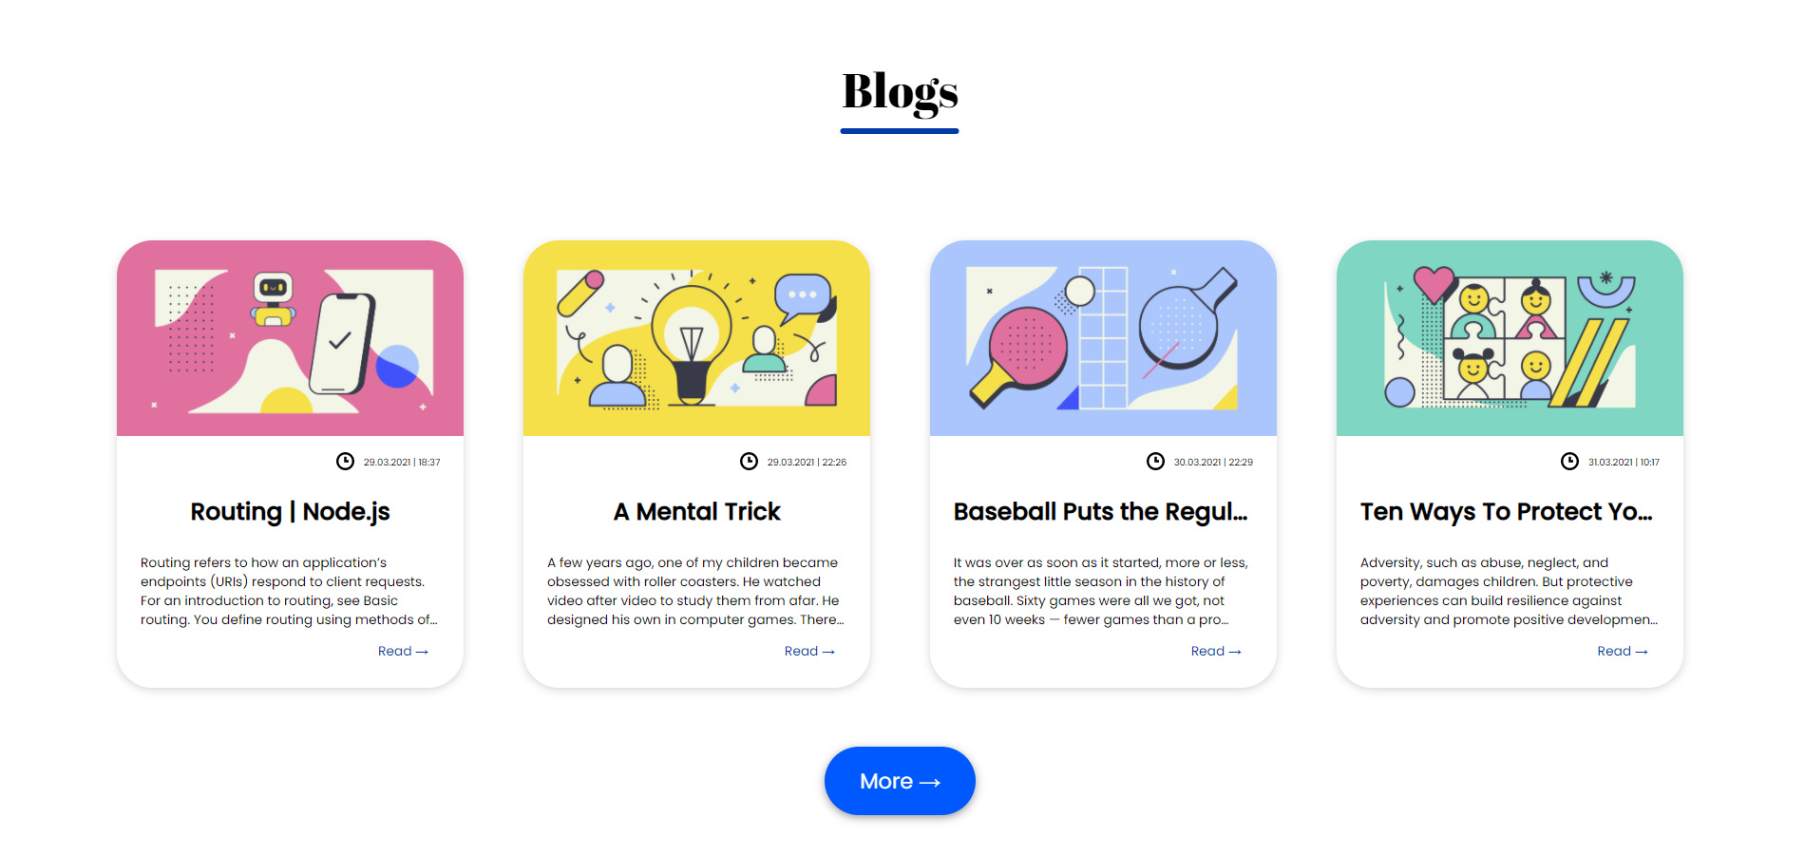 Blogs
29.03.2021 | 18:37
Routing | Node.js
Routing refers to how an application’s
endpoints (URIs) respond to client requests.
For an introduction to routing, see Basic
routing. You define routing using methods of...
Read →
29.03.2021 | 22:26
A Mental Trick
A few years ago, one of my children became
obsessed with roller coasters. He watched
video after video to study them from afar. He
designed his own in computer games. There...
Read →
30.03.2021 | 22:29
Baseball Puts the Regul...
It was over as soon as it started, more or less,
the strangest little season in the history of
baseball. Sixty games were all we got, not
even 10 weeks — fewer games than a pro...
Read →
31.03.2021 | 10:17
Ten Ways To Protect Yo...
Adversity, such as abuse, neglect, and
poverty, damages children. But protective
experiences can build resilience against
adversity and promote positive developmen...
Read →
More →